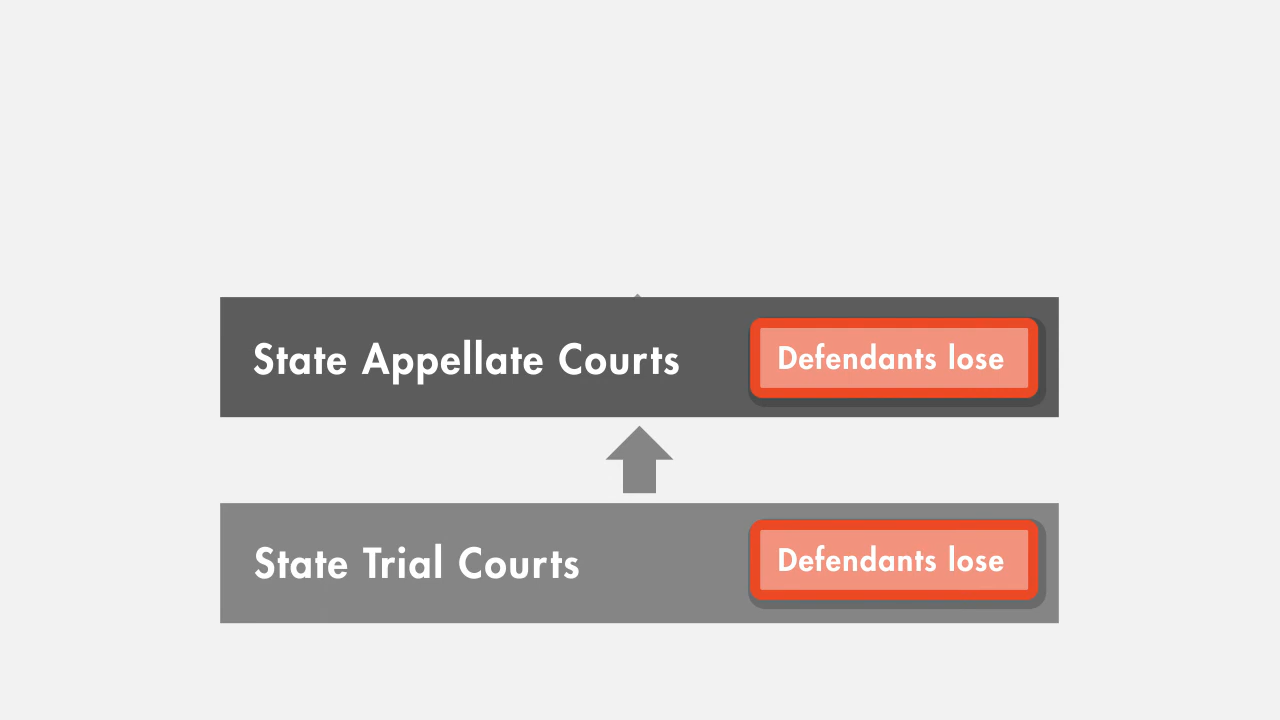 State Appellate Courts
Defendants lose
State Trial Courts
Defendants lose